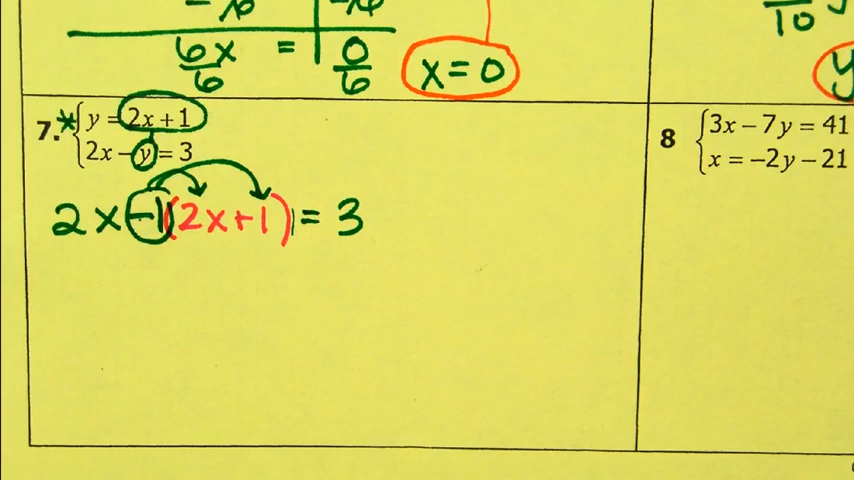 6x = 0
6 6
x = 0
10
y
7. * { y = 2x + 1
2x - y = 3
2x -1(2x+1) = 3
8 { 3x - 7y = 41
x = -2y - 21